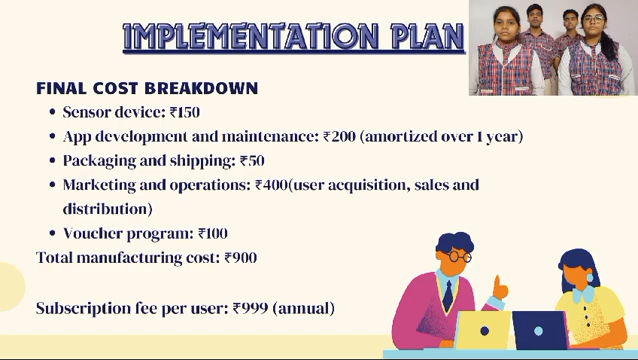 IMPLEMENTATION PLAN
FINAL COST BREAKDOWN
• Sensor device: ₹150
• App development and maintenance: ₹200 (amortized over 1 year)
• Packaging and shipping: ₹50
• Marketing and operations: ₹400(user acquisition, sales and
distribution)
• Voucher program: ₹100
Total manufacturing cost: ₹900
Subscription fee per user: ₹999 (annual)